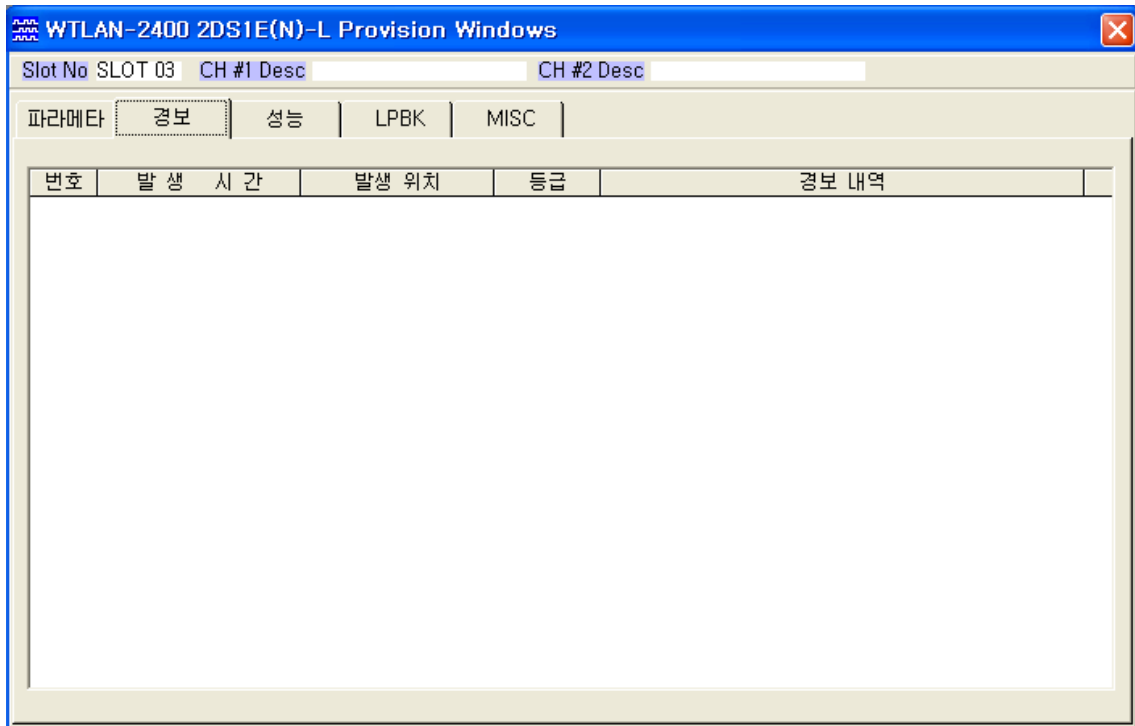 WTLAN-2400 2DS1E(N)-L Provision Windows
Slot No SLOT 03 CH #1 Desc CH #2 Desc
파라메타 경보 성능 LPBK MISC
번호 발 생 시 간 발생 위치 등급 경보 내역